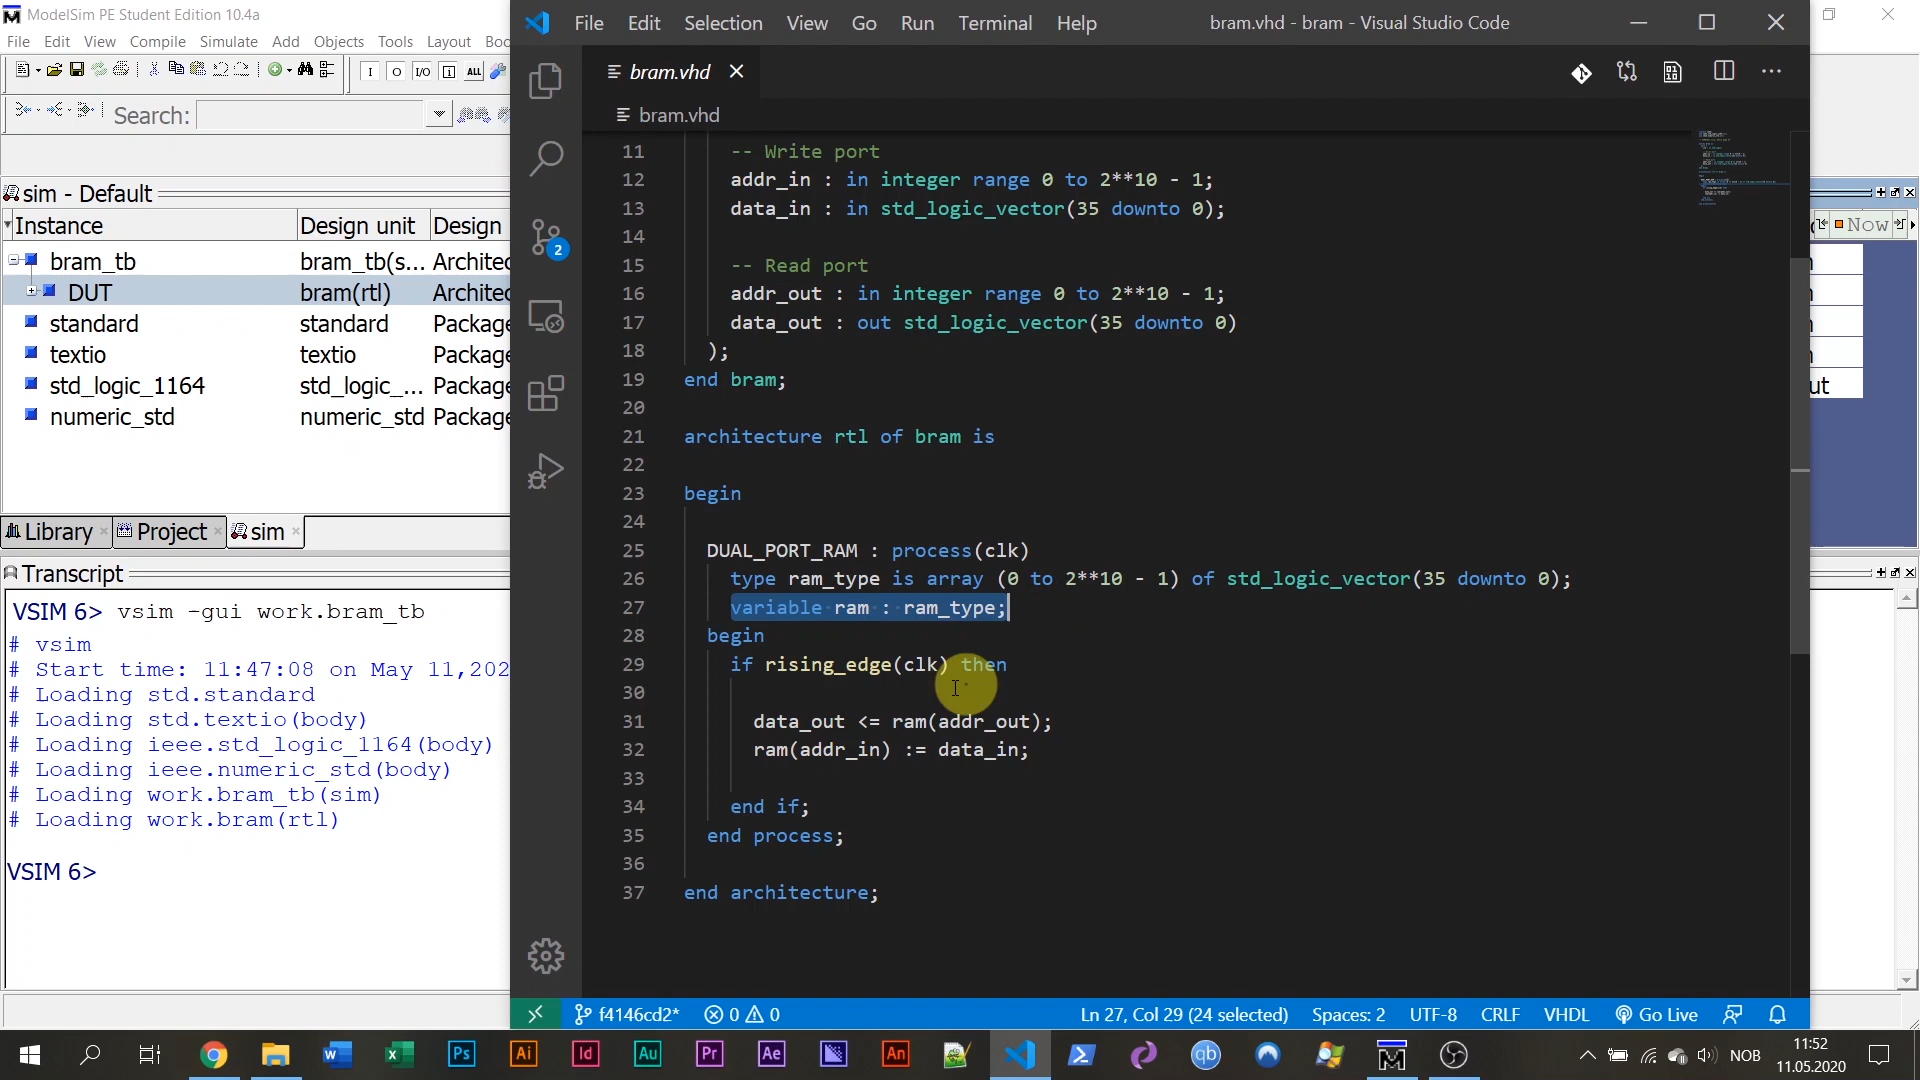 ModelSim PE Student Edition 10.4a
File Edit View Compile Simulate Add Objects Tools Layout Boo
Search:
sim - Default
Instance Design unit Design
bram_tb bram_tb(s... Architec
DUT bram(rtl) Architec
standard standard Package
textio textio Package
std_logic_1164 std_logic_... Package
numeric_std numeric_std Package
Library Project sim
Transcript
VSIM 6> vsim -gui work.bram_tb
# vsim
# Start time: 11:47:08 on May 11,202
# Loading std.standard
# Loading std.textio(body)
# Loading ieee.std_logic_1164(body)
# Loading ieee.numeric_std(body)
# Loading work.bram_tb(sim)
# Loading work.bram(rtl)
VSIM 6>
File Edit Selection View Go Run Terminal Help
bram.vhd - bram - Visual Studio Code
bram.vhd
bram.vhd
2
11 -- Write port
12 addr_in : in integer range 0 to 2**10 - 1;
13 data_in : in std_logic_vector(35 downto 0);
14
15 -- Read port
16 addr_out : in integer range 0 to 2**10 - 1;
17 data_out : out std_logic_vector(35 downto 0)
18 );
19 end bram;
20
21 architecture rtl of bram is
22
23 begin
24
25 DUAL_PORT_RAM : process(clk)
26 type ram_type is array (0 to 2**10 - 1) of std_logic_vector(35 downto 0);
27 variable ram : ram_type;
28 begin
29 if rising_edge(clk) then
30
31 data_out <= ram(addr_out);
32 ram(addr_in) := data_in;
33
34 end if;
35 end process;
36
37 end architecture;
f4146cd2* 0 0 Ln 27, Col 29 (24 selected) Spaces: 2 UTF-8 CRLF VHDL Go Live
Now
ut
NOB
11:52
11.05.2020